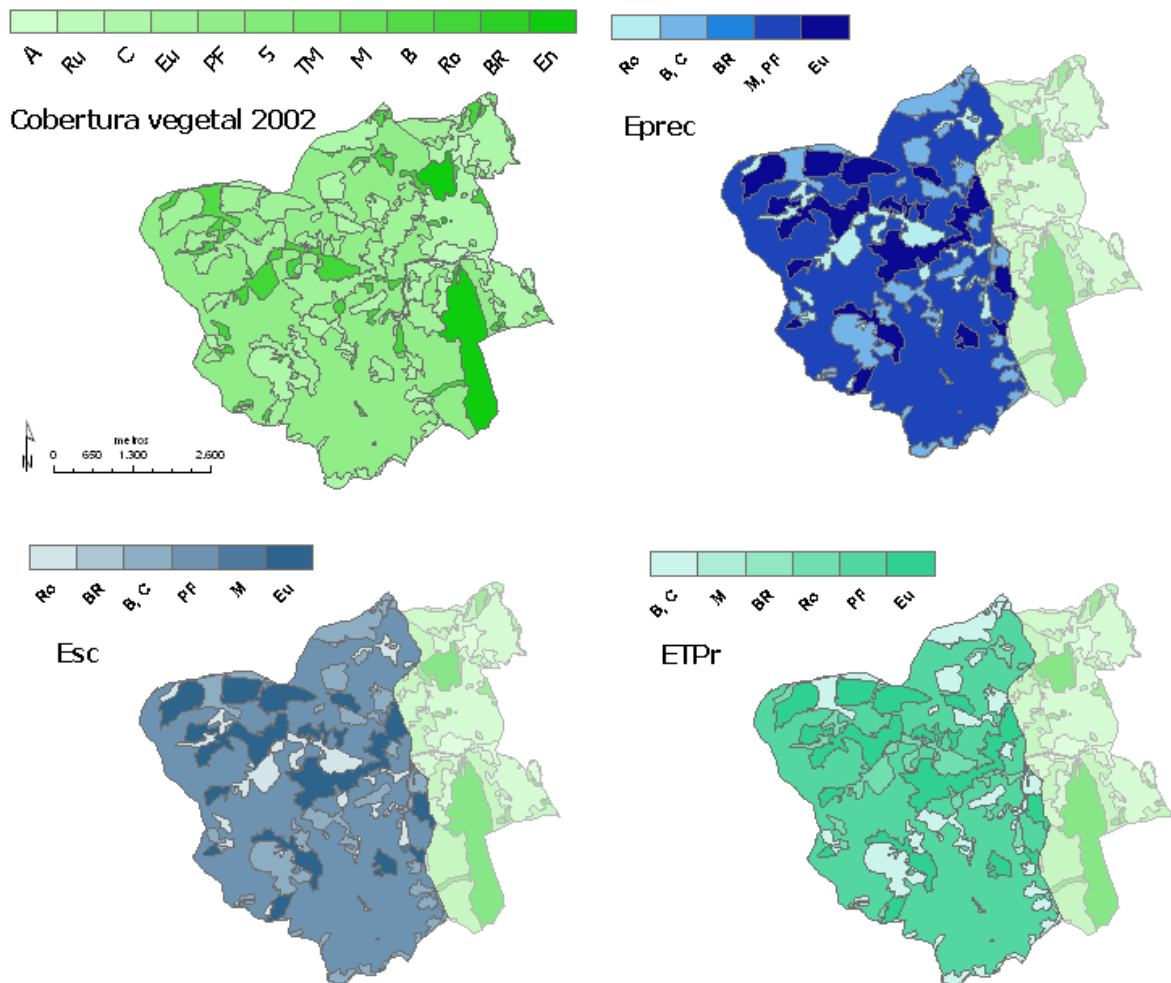 A Ru C Eu PF S TM M B Ro BR En
Cobertura vegetal 2002
N
metros
0 650 1.300 2.600
Ro B, C BR M, PF Eu
Eprec
Ro BR B, C PF M Eu
Esc
B, C M BR Ro PF Eu
ETPr